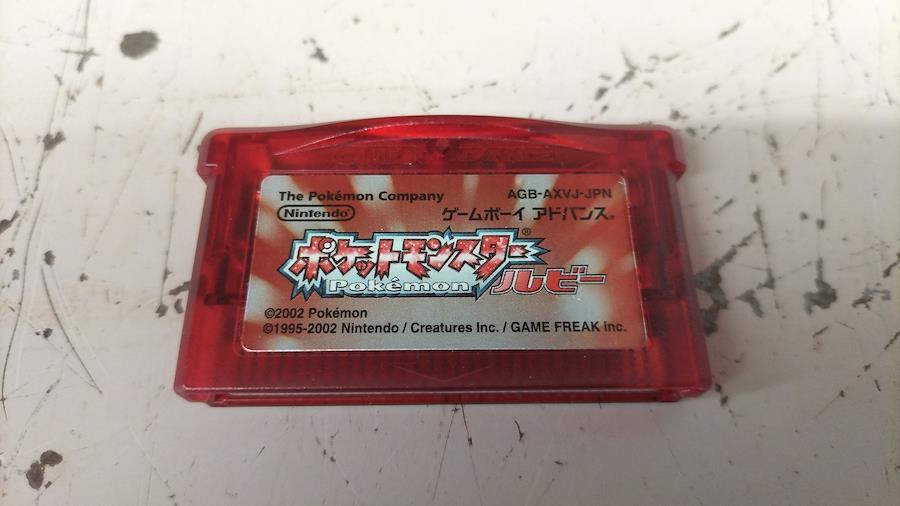 The Pokémon Company AGB-AXVJ-JPN
Nintendo ゲームボーイ アドバンス®
ポケットモンスター®
Pokémon ルビー
©2002 Pokémon
©1995-2002 Nintendo / Creatures Inc. / GAME FREAK inc.